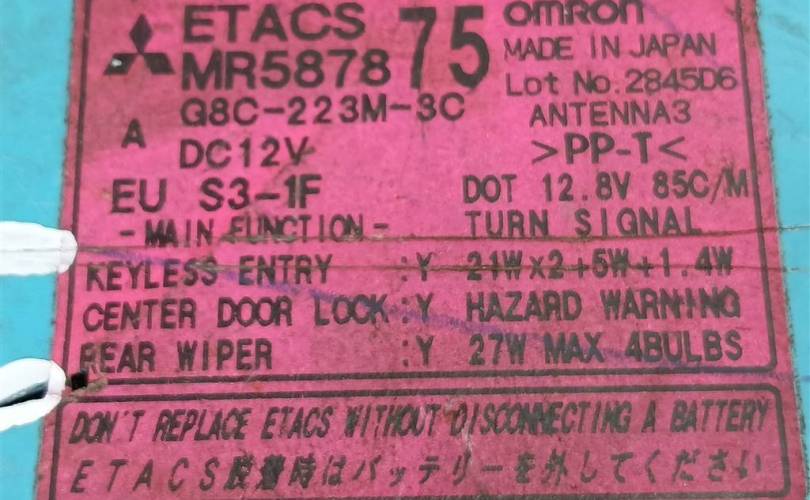 ETACS
MR587875
omron
MADE IN JAPAN
Lot No.2845D6
G8C-223M-3C
ANTENNA3
A
DC12V
>PP-T<
EU S3-1F
DOT 12.8V 85C/M
-MAIN FUNCTION-
TURN SIGNAL
KEYLESS ENTRY :Y
21W×2+5W+1.4W
CENTER DOOR LOCK:Y
HAZARD WARNING
REAR WIPER :Y
27W MAX 4BULBS
DON'T REPLACE ETACS WITHOUT DISCONNECTING A BATTERY
ETACS脱着時はバッテリーを外してください